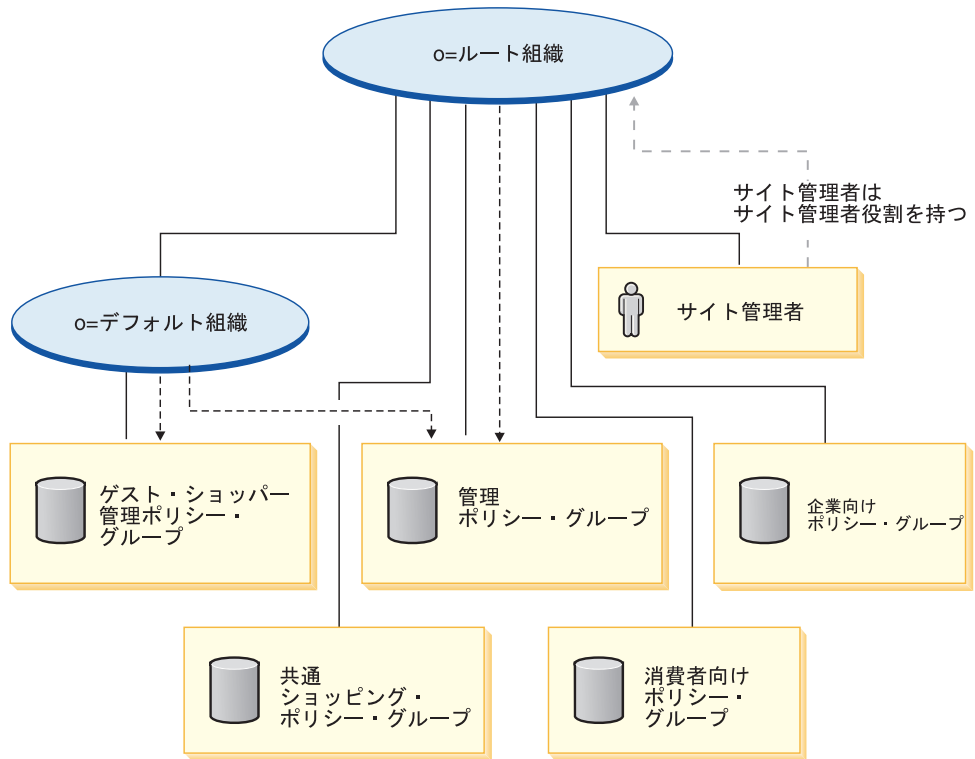 o=ルート組織
サイト管理者は
サイト管理者役割を持つ
o=デフォルト組織
サイト管理者
ゲスト・ショッパー
管理ポリシー・
グループ
管理
ポリシー・グループ
企業向け
ポリシー・グループ
共通
ショッピング・
ポリシー・グループ
消費者向け
ポリシー・
グループ